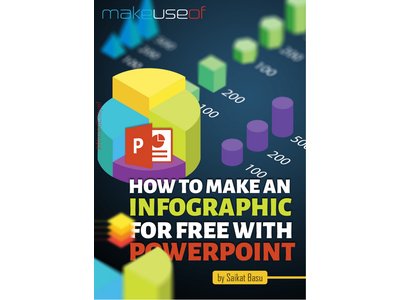 makeuseof
200
100
500
200
100
200
100
P
HOW TO MAKE AN
INFOGRAPHIC
FOR FREE WITH
POWERPOINT
by Saikat Basu